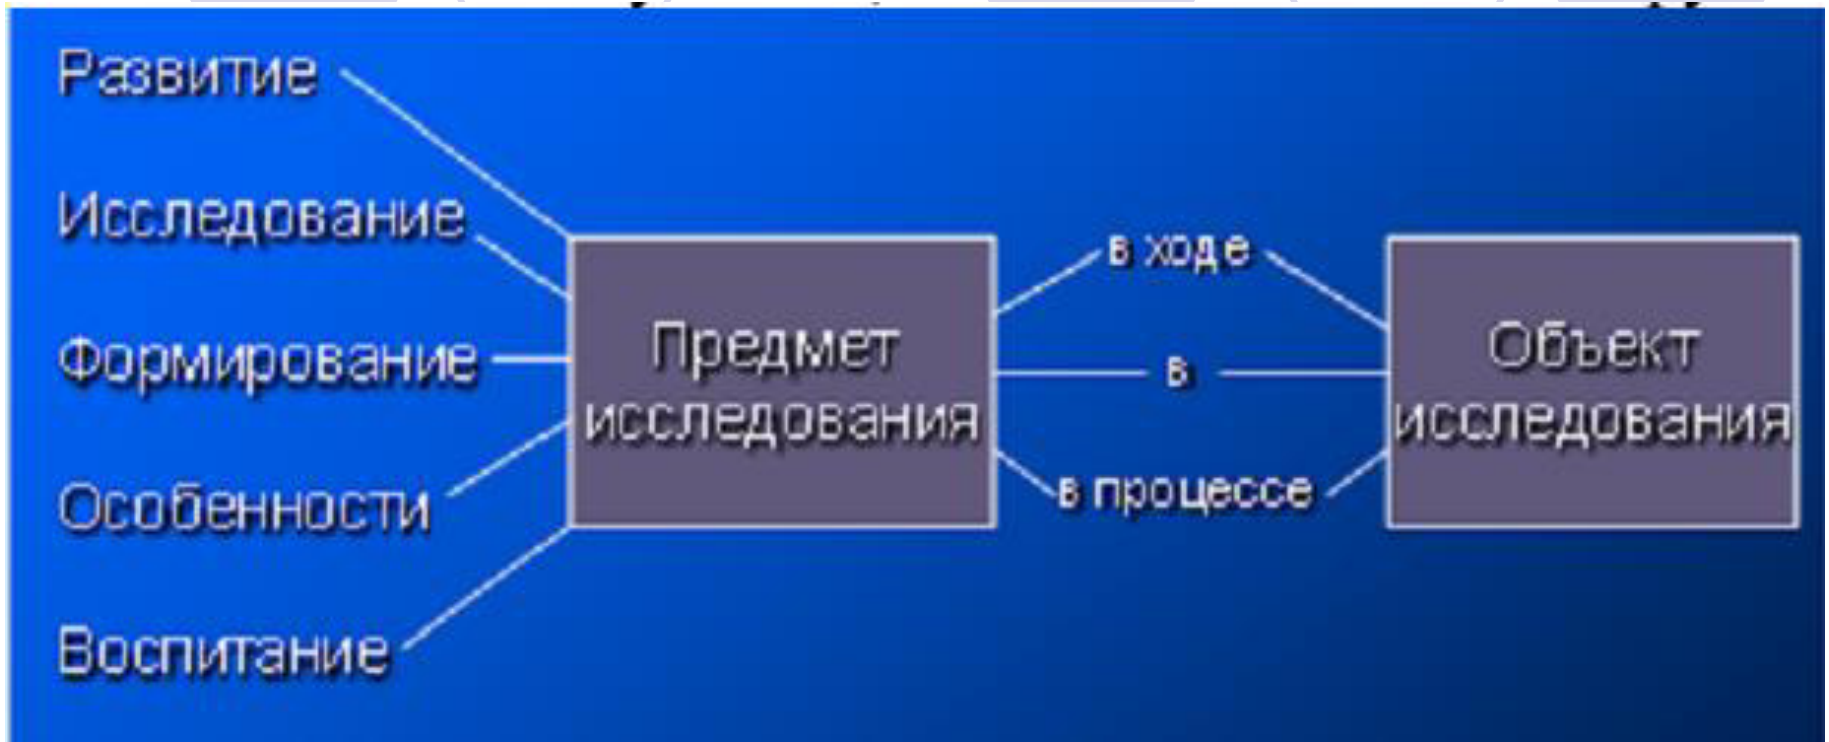 Развитие
Исследование
Формирование
Особенности
Воспитание
Предмет
исследования
в ходе
в
в процессе
Объект
исследования